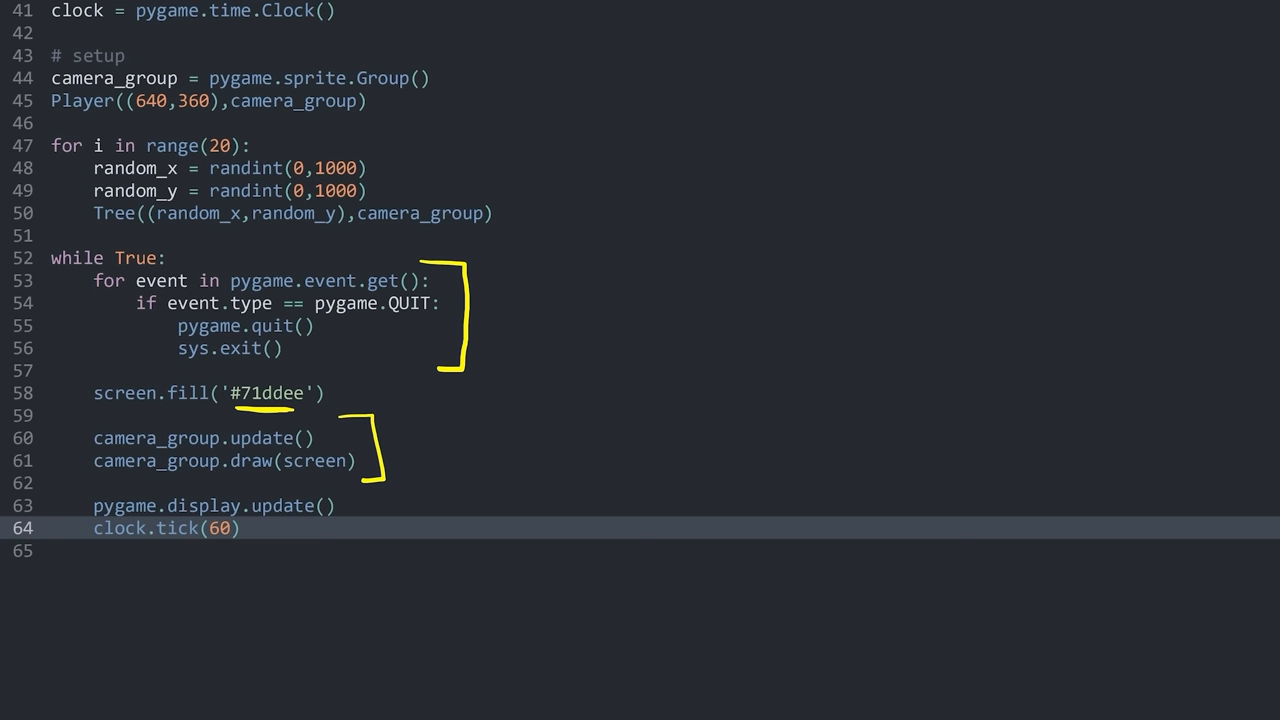 41 clock = pygame.time.Clock()
42
43 # setup
44 camera_group = pygame.sprite.Group()
45 Player((640,360),camera_group)
46
47 for i in range(20):
48     random_x = randint(0,1000)
49     random_y = randint(0,1000)
50     Tree((random_x,random_y),camera_group)
51
52 while True:
53     for event in pygame.event.get():
54         if event.type == pygame.QUIT:
55             pygame.quit()
56             sys.exit()
57
58     screen.fill('#71ddee')
59
60     camera_group.update()
61     camera_group.draw(screen)
62
63     pygame.display.update()
64     clock.tick(60)
65